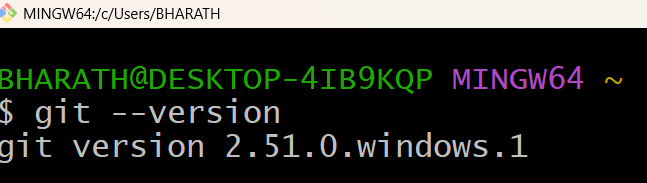 MINGW64:/c/Users/BHARATH
BHARATH@DESKTOP-4IB9KQP MINGW64 ~
$ git --version
git version 2.51.0.windows.1